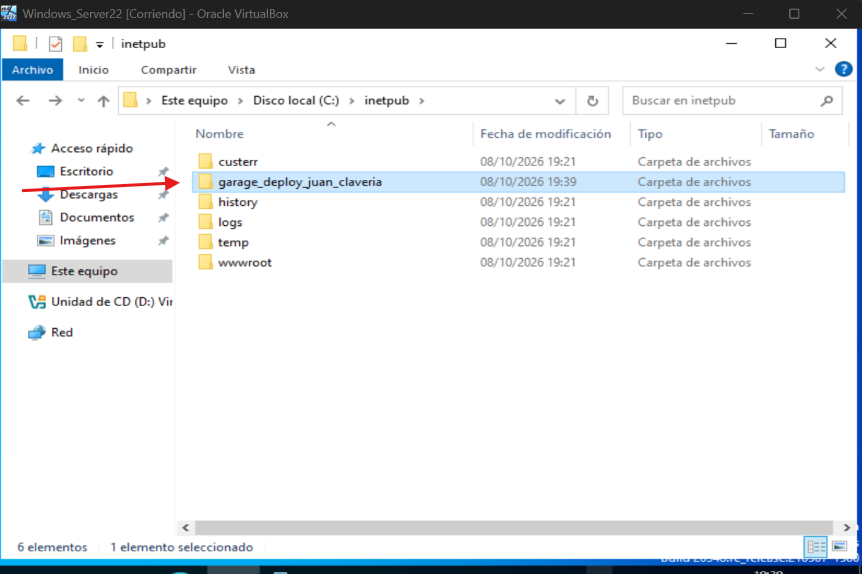 Windows_Server22 [Corriendo] - Oracle VirtualBox
inetpub
Archivo Inicio Compartir Vista
Este equipo > Disco local (C:) > inetpub >
Buscar en inetpub
Nombre Fecha de modificación Tipo Tamaño
Acceso rápido
Escritorio
Descargas
Documentos
Imágenes
Este equipo
Unidad de CD (D:) Vir
Red
custerr 08/10/2026 19:21 Carpeta de archivos
garage_deploy_juan_claveria 08/10/2026 19:39 Carpeta de archivos
history 08/10/2026 19:21 Carpeta de archivos
logs 08/10/2026 19:21 Carpeta de archivos
temp 08/10/2026 19:21 Carpeta de archivos
wwwroot 08/10/2026 19:21 Carpeta de archivos
6 elementos 1 elemento seleccionado